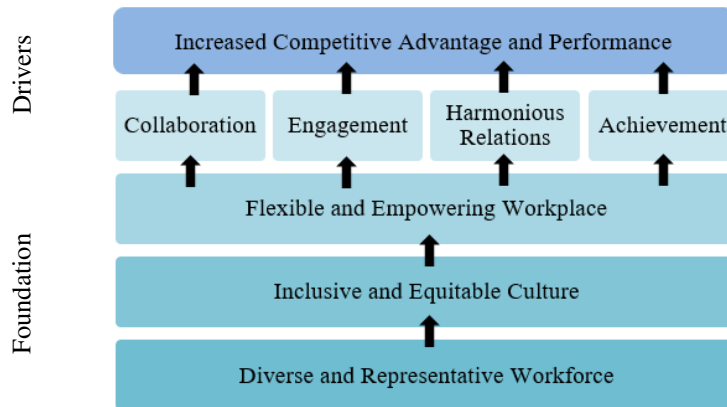 Drivers
Increased Competitive Advantage and Performance
Collaboration
Engagement
Harmonious
Relations
Achievement
Foundation
Flexible and Empowering Workplace
Inclusive and Equitable Culture
Diverse and Representative Workforce